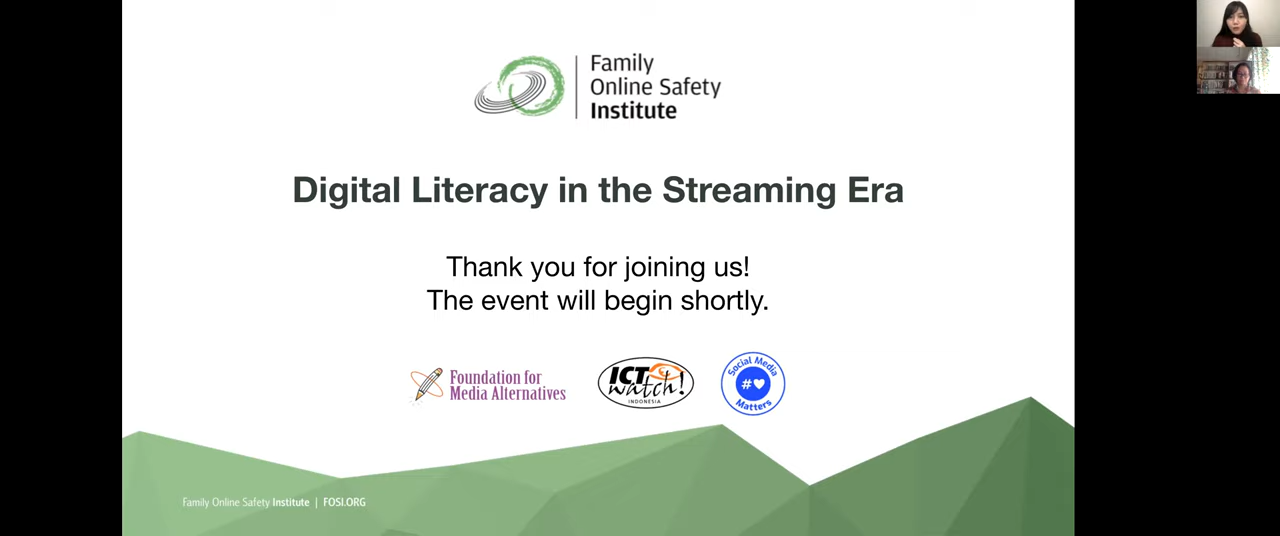 Family
Online Safety
Institute
Digital Literacy in the Streaming Era
Thank you for joining us!
The event will begin shortly.
Foundation for
Media Alternatives
ICT
watch!
INDONESIA
Social Media
#
Matters
Family Online Safety Institute | FOSI.ORG